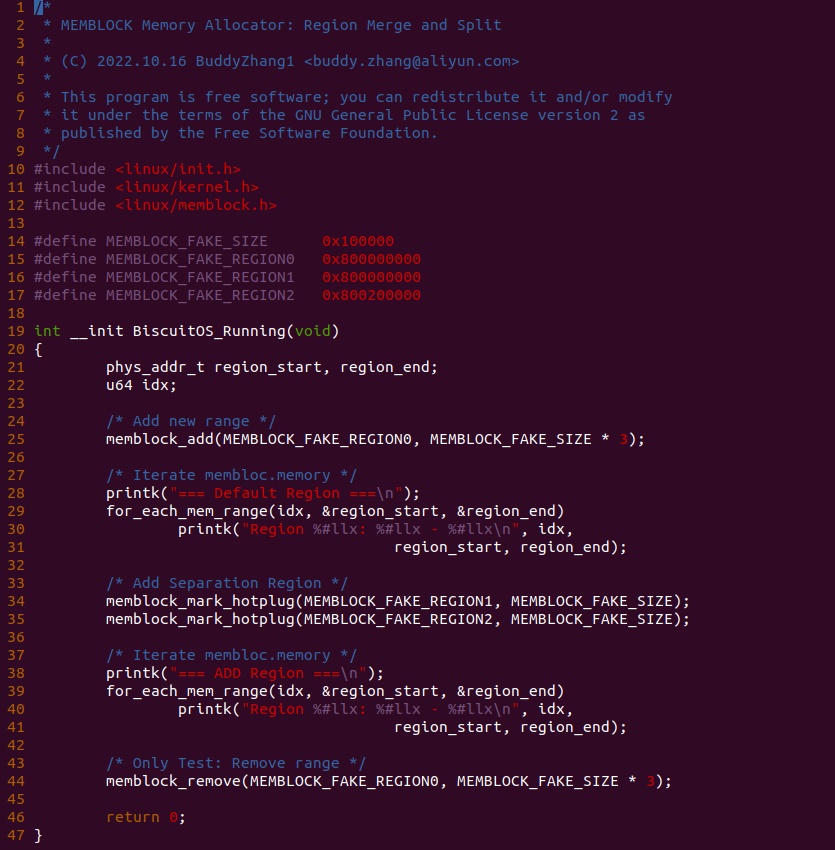 1 /*
2  * MEMBLOCK Memory Allocator: Region Merge and Split
3  *
4  * (C) 2022.10.16 BuddyZhang1 <buddy.zhang@aliyun.com>
5  *
6  * This program is free software; you can redistribute it and/or modify
7  * it under the terms of the GNU General Public License version 2 as
8  * published by the Free Software Foundation.
9  */
10 #include <linux/init.h>
11 #include <linux/kernel.h>
12 #include <linux/memblock.h>
13
14 #define MEMBLOCK_FAKE_SIZE      0x100000
15 #define MEMBLOCK_FAKE_REGION0   0x800000000
16 #define MEMBLOCK_FAKE_REGION1   0x800000000
17 #define MEMBLOCK_FAKE_REGION2   0x800200000
18
19 int __init BiscuitOS_Running(void)
20 {
21         phys_addr_t region_start, region_end;
22         u64 idx;
23
24         /* Add new range */
25         memblock_add(MEMBLOCK_FAKE_REGION0, MEMBLOCK_FAKE_SIZE * 3);
26
27         /* Iterate membloc.memory */
28         printk("=== Default Region ===\n");
29         for_each_mem_range(idx, &region_start, &region_end)
30                 printk("Region %#llx: %#llx - %#llx\n", idx,
31                                         region_start, region_end);
32
33         /* Add Separation Region */
34         memblock_mark_hotplug(MEMBLOCK_FAKE_REGION1, MEMBLOCK_FAKE_SIZE);
35         memblock_mark_hotplug(MEMBLOCK_FAKE_REGION2, MEMBLOCK_FAKE_SIZE);
36
37         /* Iterate membloc.memory */
38         printk("=== ADD Region ===\n");
39         for_each_mem_range(idx, &region_start, &region_end)
40                 printk("Region %#llx: %#llx - %#llx\n", idx,
41                                         region_start, region_end);
42
43         /* Only Test: Remove range */
44         memblock_remove(MEMBLOCK_FAKE_REGION0, MEMBLOCK_FAKE_SIZE * 3);
45
46         return 0;
47 }